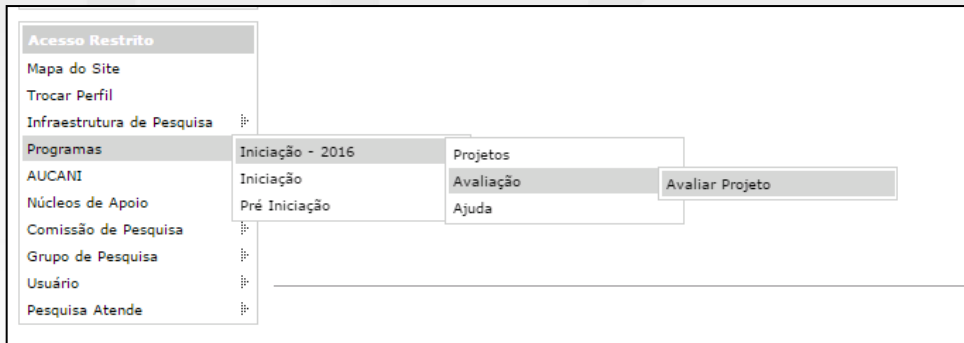 Acesso Restrito
Mapa do Site
Trocar Perfil
Infraestrutura de Pesquisa
Programas
AUCANI
Núcleos de Apoio
Comissão de Pesquisa
Grupo de Pesquisa
Usuário
Pesquisa Atende
Iniciação - 2016
Iniciação
Pré Iniciação
Projetos
Avaliação
Ajuda
Avaliar Projeto